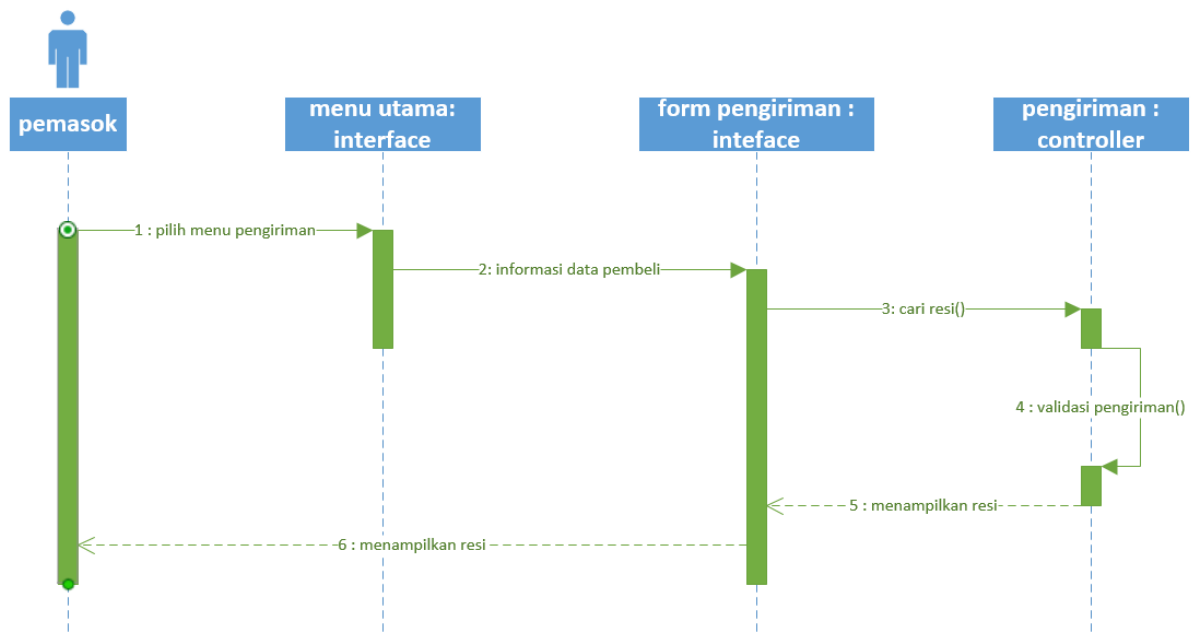 pemasok
menu utama:
interface
form pengiriman :
inteface
pengiriman :
controller
1 : pilih menu pengiriman
2: informasi data pembeli
3: cari resi()
4 : validasi pengiriman()
5 : menampilkan resi
6 : menampilkan resi